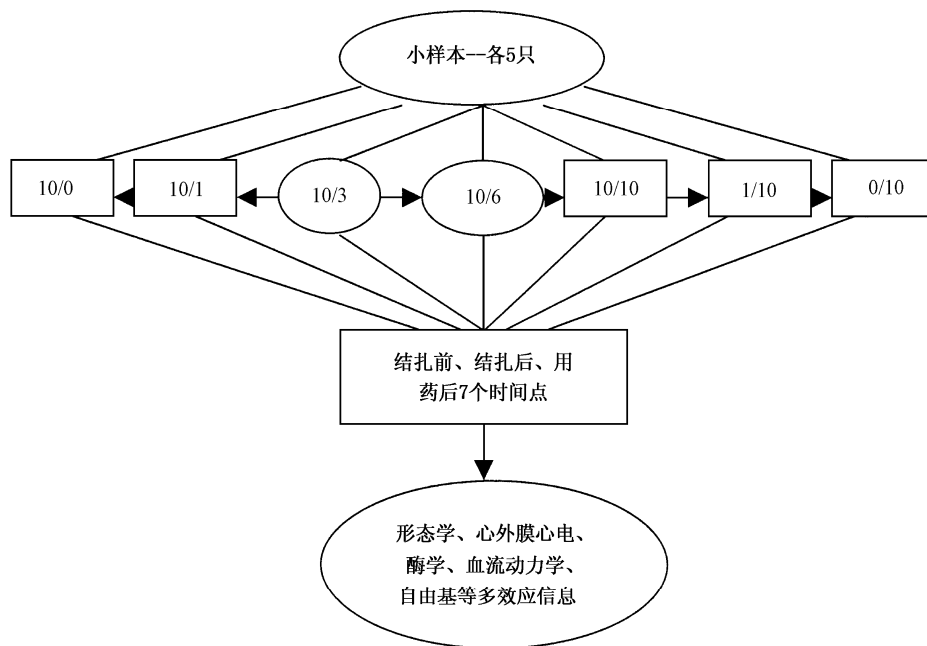 小样本--各5只
10/0
10/1
10/3
10/6
10/10
1/10
0/10
结扎前、结扎后、用
药后7个时间点
形态学、心外膜心电、
酶学、血流动力学、
自由基等多效应信息